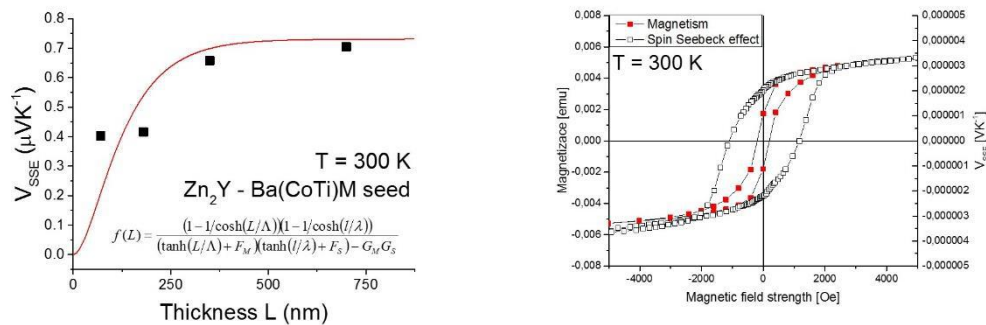 0.8
0.7
0.6
0.5
0.4
0.3
0.2
0.1
0.0
V_SSE (μVK⁻¹)
T = 300 K
Zn₂Y - Ba(CoTi)M seed
f(L) = (1-1/cosh(L/Λ))(1-1/cosh(l/λ)) / (tanh(L/Λ)+F_M)(tanh(l/λ)+F_S)-G_M G_S
0 250 500 750
Thickness L (nm)
Magnetism
Spin Seebeck effect
T = 300 K
0,008
0,006
0,004
0,002
0,000
-0,002
-0,004
-0,006
-0,008
Magnetizace [emu]
0,000005
0,000004
0,000003
0,000002
0,000001
0,000000
-0,000001
-0,000002
-0,000003
-0,000004
-0,000005
V_SSE [VK⁻¹]
-4000 -2000 0 2000 4000
Magnetic field strength [Oe]